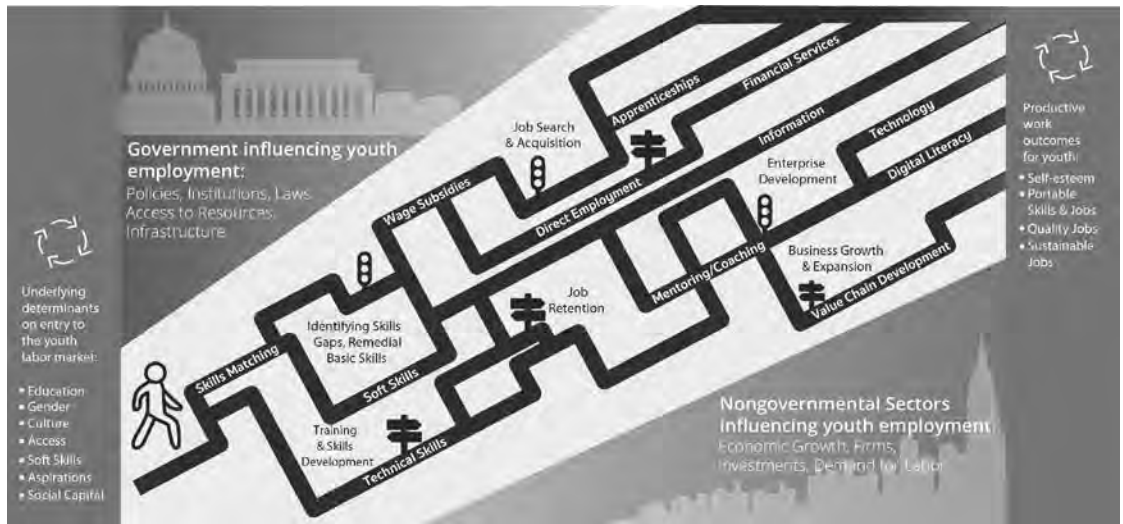 Government influencing youth
employment:
Policies, Institutions, Laws
Access to Resources,
Infrastructure
Underlying
determinants
on entry to
the youth
labor market:
• Education
• Gender
• Culture
• Access
• Soft Skills
• Aspirations
• Social Capital
Skills Matching
Identifying Skills
Gaps, Remedial
Basic Skills
Soft Skills
Training
& Skills
Development
Technical Skills
Wage Subsidies
Job Search
& Acquisition
Apprenticeships
Financial Services
Direct Employment
Information
Job
Retention
Mentoring/Coaching
Enterprise
Development
Technology
Digital Literacy
Business Growth
& Expansion
Value Chain Development
Nongovernmental Sectors
influencing youth employment
Economic Growth, Firms,
Investments, Demand for Labor
Productive
work
outcomes
for youth:
• Self-esteem
• Portable
Skills & Jobs
• Quality Jobs
• Sustainable
Jobs